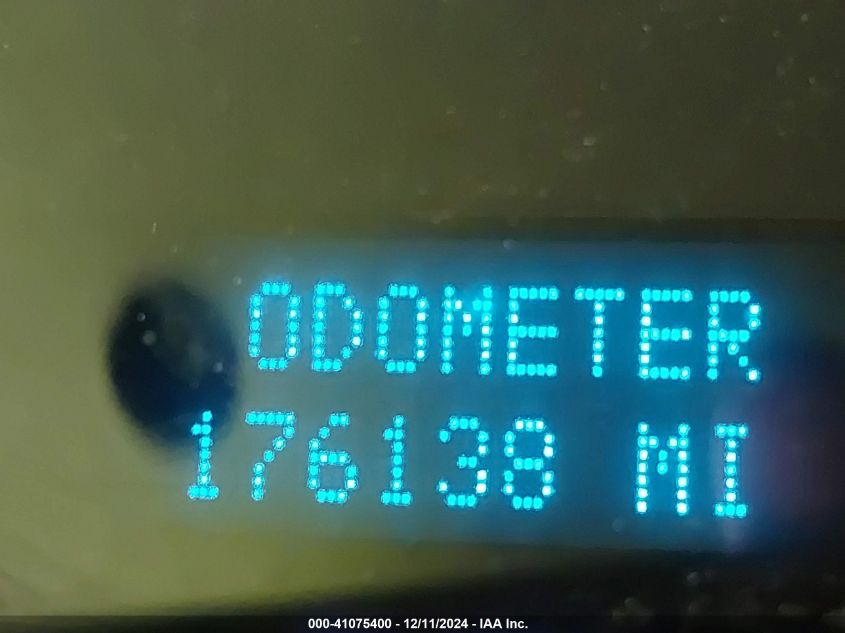 ODOMETER
176138 MI
000-41075400 - 12/11/2024 - IAA Inc.